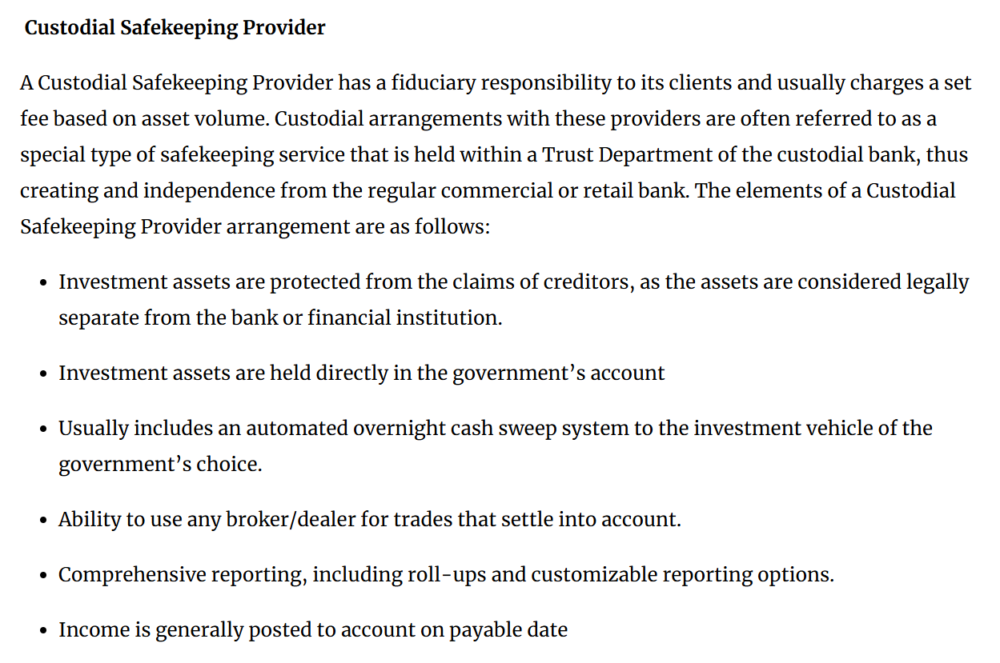 Custodial Safekeeping Provider
A Custodial Safekeeping Provider has a fiduciary responsibility to its clients and usually charges a set
fee based on asset volume. Custodial arrangements with these providers are often referred to as a
special type of safekeeping service that is held within a Trust Department of the custodial bank, thus
creating and independence from the regular commercial or retail bank. The elements of a Custodial
Safekeeping Provider arrangement are as follows:
• Investment assets are protected from the claims of creditors, as the assets are considered legally
separate from the bank or financial institution.
• Investment assets are held directly in the government’s account
• Usually includes an automated overnight cash sweep system to the investment vehicle of the
government’s choice.
• Ability to use any broker/dealer for trades that settle into account.
• Comprehensive reporting, including roll-ups and customizable reporting options.
• Income is generally posted to account on payable date